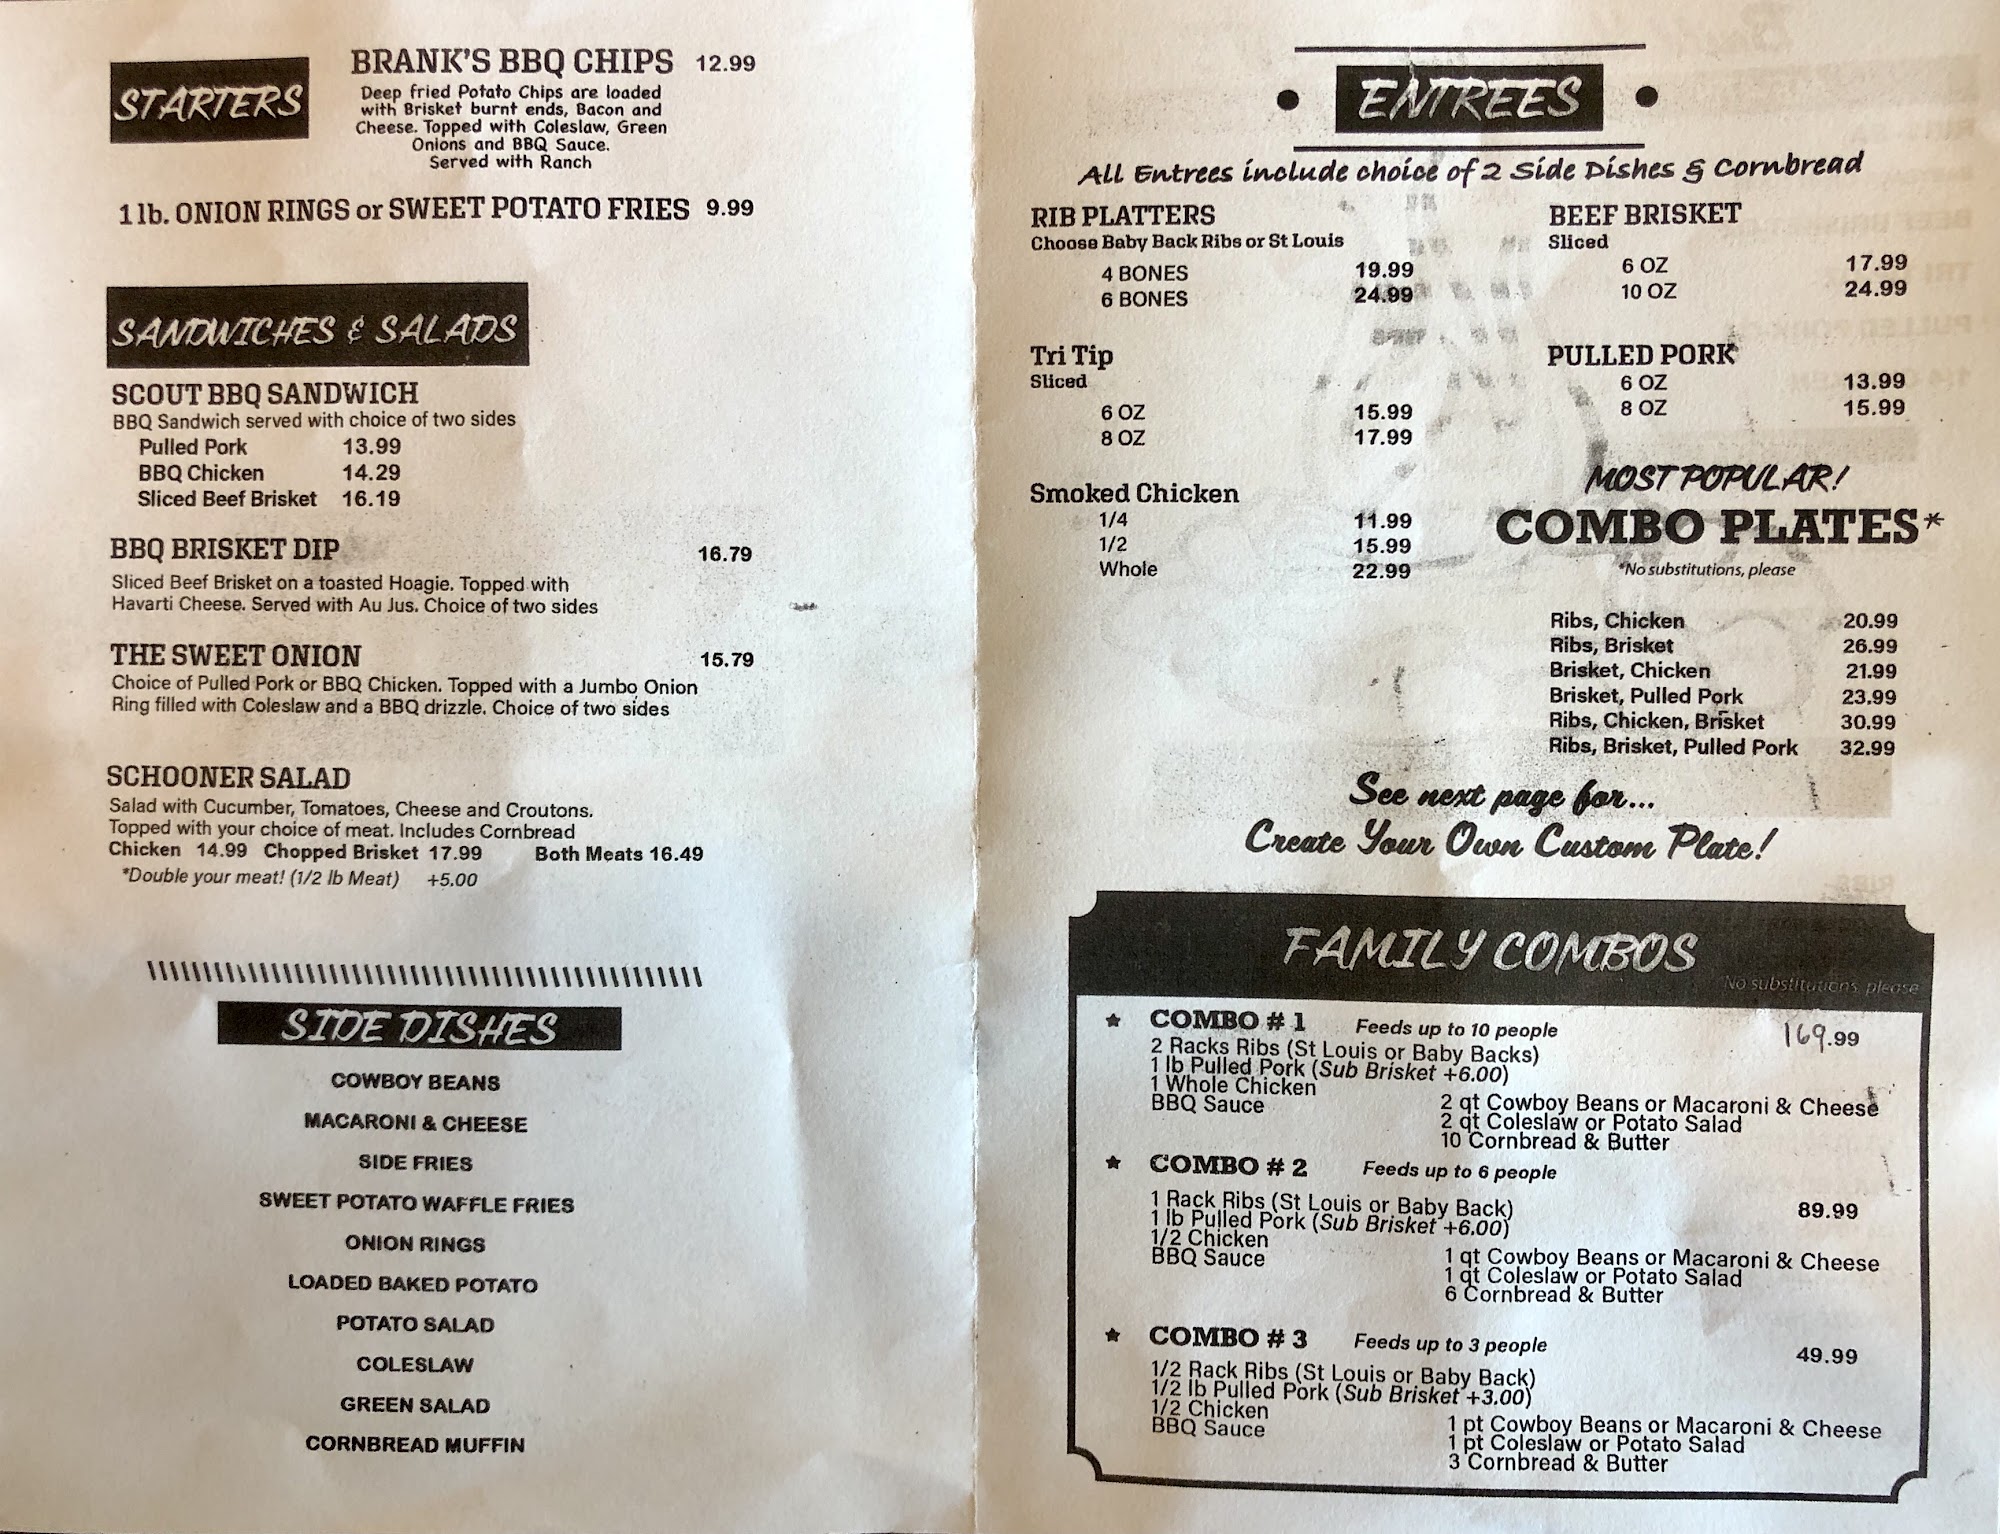 STARTERS
BRANK'S BBQ CHIPS 12.99
Deep fried Potato Chips are loaded
with Brisket burnt ends, Bacon and
Cheese. Topped with Coleslaw, Green
Onions and BBQ Sauce.
Served with Ranch
1 lb. ONION RINGS or SWEET POTATO FRIES 9.99
SANDWICHES & SALADS
SCOUT BBQ SANDWICH
BBQ Sandwich served with choice of two sides
Pulled Pork 13.99
BBQ Chicken 14.29
Sliced Beef Brisket 16.19
BBQ BRISKET DIP 16.79
Sliced Beef Brisket on a toasted Hoagie. Topped with
Havarti Cheese. Served with Au Jus. Choice of two sides
THE SWEET ONION 15.79
Choice of Pulled Pork or BBQ Chicken. Topped with a Jumbo Onion
Ring filled with Coleslaw and a BBQ drizzle. Choice of two sides
SCHOONER SALAD
Salad with Cucumber, Tomatoes, Cheese and Croutons.
Topped with your choice of meat. Includes Cornbread
Chicken 14.99 Chopped Brisket 17.99 Both Meats 16.49
*Double your meat! (1/2 lb Meat) +5.00
SIDE DISHES
COWBOY BEANS
MACARONI & CHEESE
SIDE FRIES
SWEET POTATO WAFFLE FRIES
ONION RINGS
LOADED BAKED POTATO
POTATO SALAD
COLESLAW
GREEN SALAD
CORNBREAD MUFFIN
ENTREES
All Entrees include choice of 2 Side Dishes & Cornbread
RIB PLATTERS
Choose Baby Back Ribs or St Louis
4 BONES 19.99
6 BONES 24.99
Tri Tip
Sliced
6 OZ 15.99
8 OZ 17.99
Smoked Chicken
1/4 11.99
1/2 15.99
Whole 22.99
BEEF BRISKET
Sliced
6 OZ 17.99
10 OZ 24.99
PULLED PORK
6 OZ 13.99
8 OZ 15.99
MOST POPULAR!
COMBO PLATES*
*No substitutions, please
Ribs, Chicken 20.99
Ribs, Brisket 26.99
Brisket, Chicken 21.99
Brisket, Pulled Pork 23.99
Ribs, Chicken, Brisket 30.99
Ribs, Brisket, Pulled Pork 32.99
See next page for...
Create Your Own Custom Plate!
FAMILY COMBOS
No substitutions, please
COMBO # 1 Feeds up to 10 people 169.99
2 Racks Ribs (St Louis or Baby Backs)
1 lb Pulled Pork (Sub Brisket +6.00)
1 Whole Chicken
BBQ Sauce
2 qt Cowboy Beans or Macaroni & Cheese
2 qt Coleslaw or Potato Salad
10 Cornbread & Butter
COMBO # 2 Feeds up to 6 people
89.99
1 Rack Ribs (St Louis or Baby Back)
1 lb Pulled Pork (Sub Brisket +6.00)
1/2 Chicken
BBQ Sauce
1 qt Cowboy Beans or Macaroni & Cheese
1 qt Coleslaw or Potato Salad
6 Cornbread & Butter
COMBO # 3 Feeds up to 3 people
49.99
1/2 Rack Ribs (St Louis or Baby Back)
1/2 lb Pulled Pork (Sub Brisket +3.00)
1/2 Chicken
BBQ Sauce
1 pt Cowboy Beans or Macaroni & Cheese
1 pt Coleslaw or Potato Salad
3 Cornbread & Butter